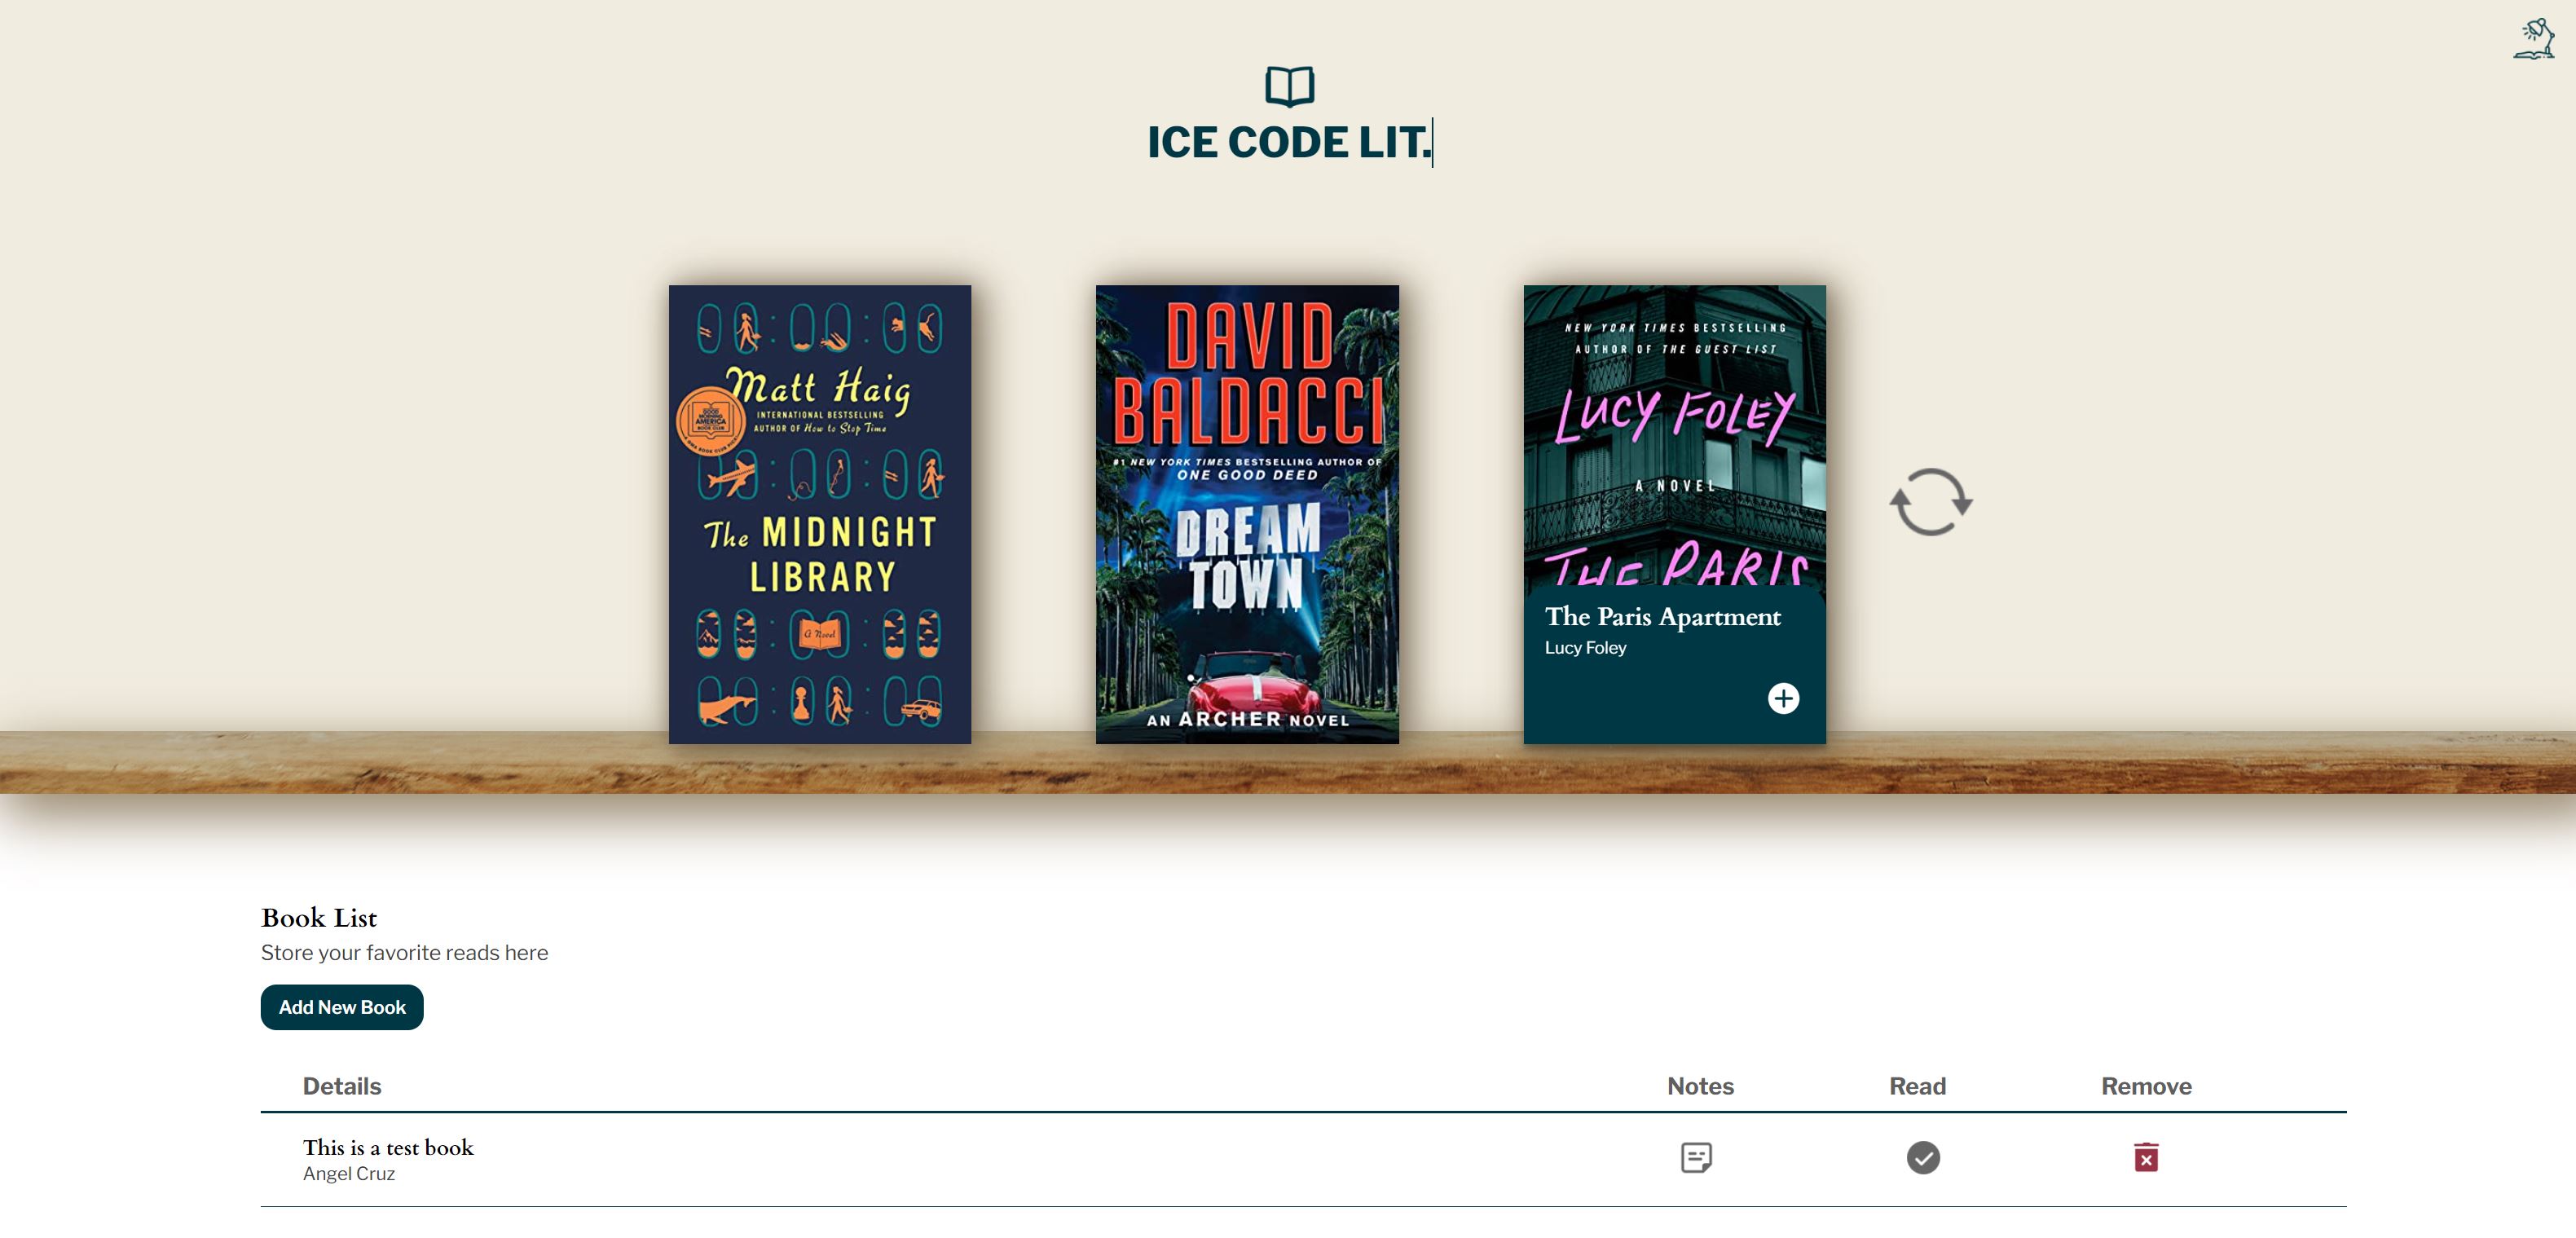 ICE CODE LIT.
Matt Haig
INTERNATIONAL BESTSELLING
AUTHOR OF How to Stop Time
GOOD
MORNING
AMERICA
BOOK CLUB
The MIDNIGHT
LIBRARY
A Novel
DAVID
BALDACCI
#1 NEW YORK TIMES BESTSELLING AUTHOR OF
ONE GOOD DEED
DREAM
TOWN
AN ARCHER NOVEL
NEW YORK TIMES BESTSELLING
AUTHOR OF THE GUEST LIST
LUCY FOLEY
A NOVEL
THE PARIS
The Paris Apartment
Lucy Foley
Book List
Store your favorite reads here
Add New Book
Details Notes Read Remove
This is a test book
Angel Cruz